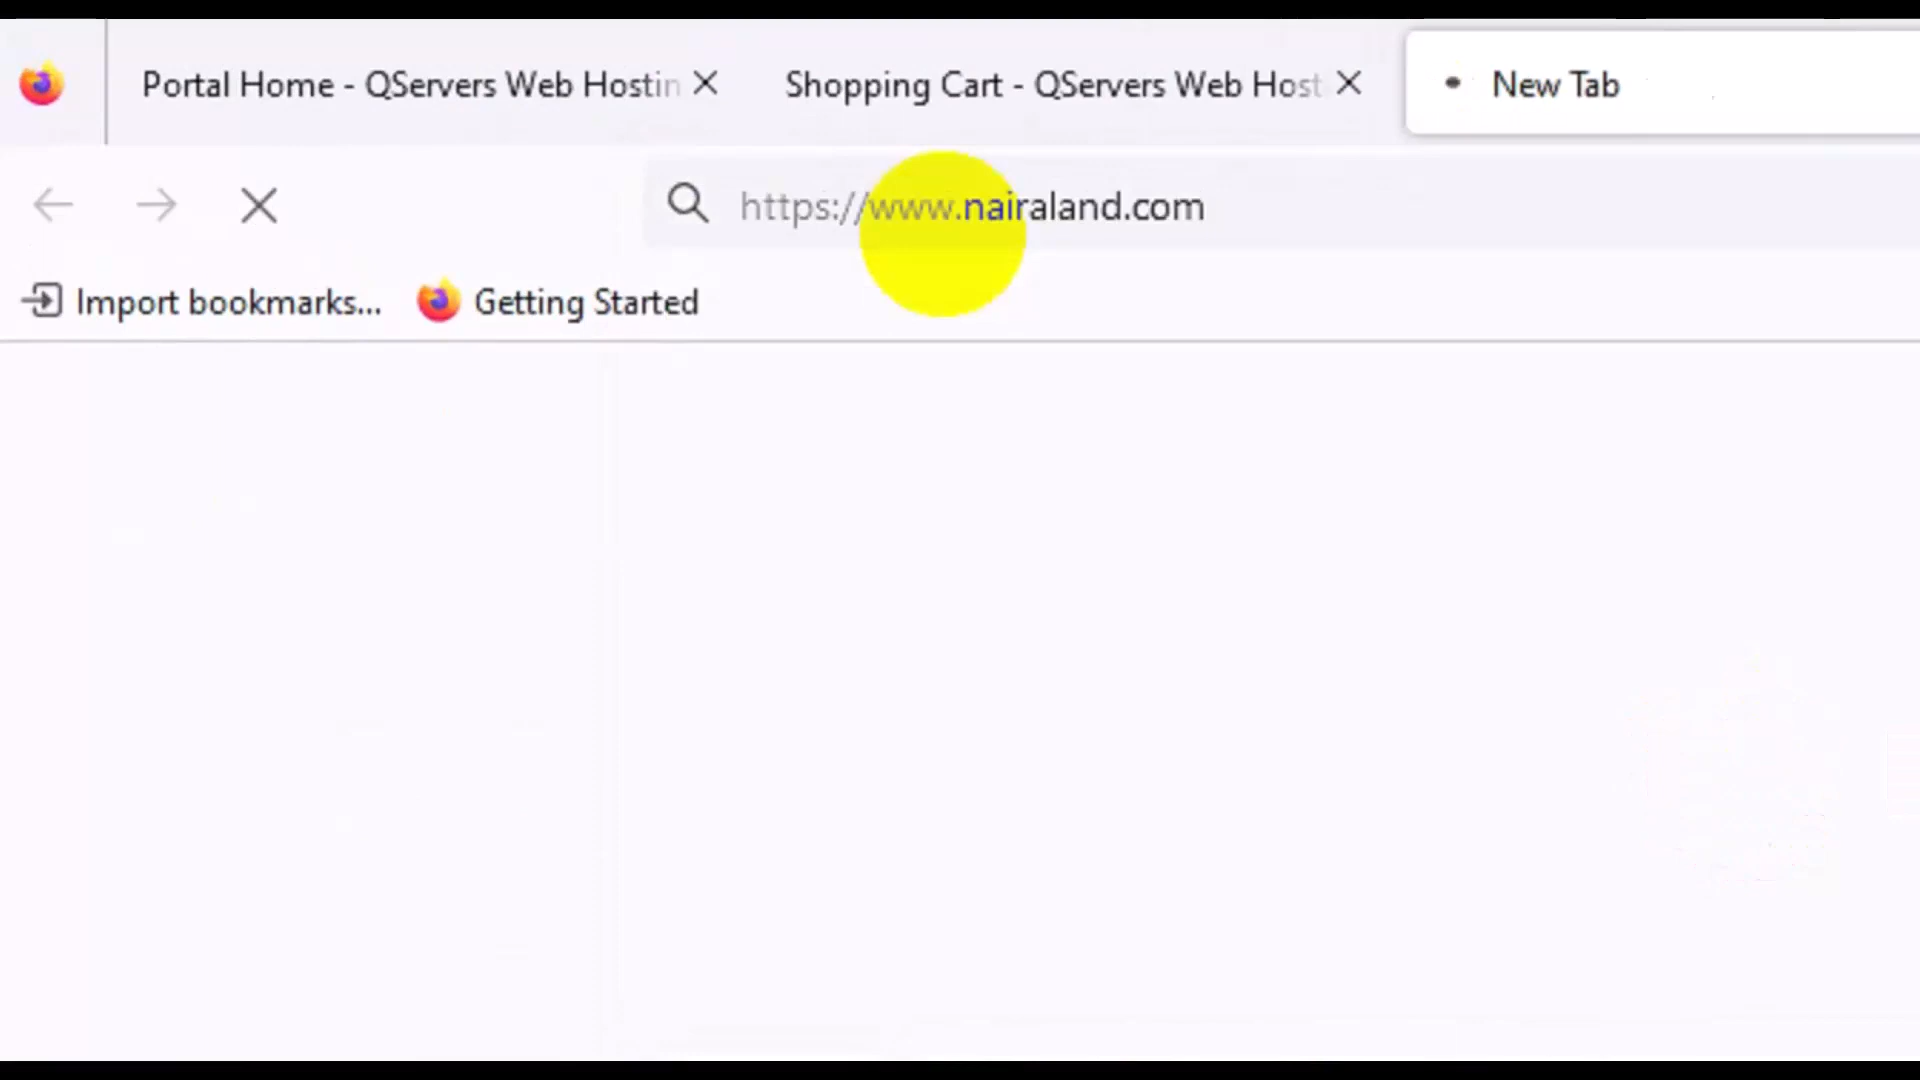 Portal Home - QServers Web Hostin
Shopping Cart - QServers Web Host
New Tab
https://www.nairaland.com
Import bookmarks...
Getting Started